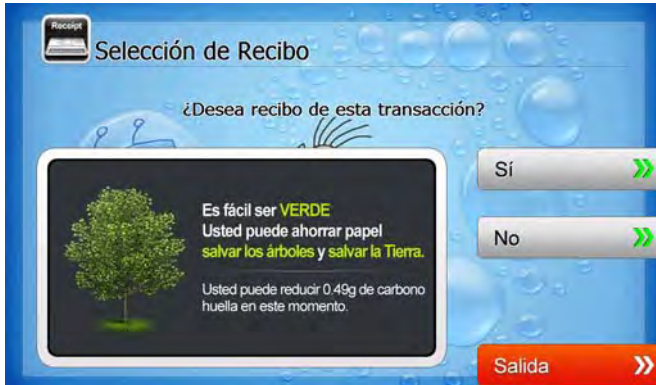 Receipt
Selección de Recibo
¿Desea recibo de esta transacción?
Es fácil ser VERDE
Usted puede ahorrar papel
salvar los árboles y salvar la Tierra.
Usted puede reducir 0.49g de carbono
huella en este momento.
Sí
No
Salida